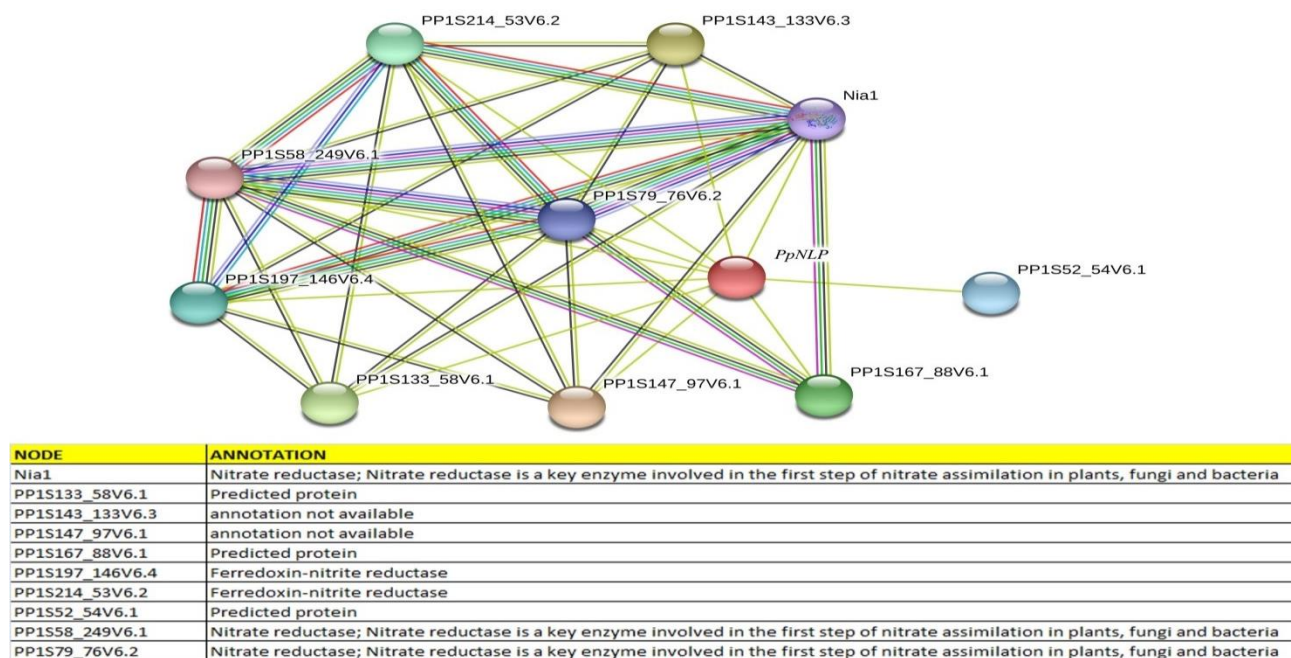 PP1S214_53V6.2
PP1S143_133V6.3
Nia1
PP1S58_249V6.1
PP1S79_76V6.2
PpNLP
PP1S52_54V6.1
PP1S197_146V6.4
PP1S133_58V6.1
PP1S147_97V6.1
PP1S167_88V6.1
NODE ANNOTATION
Nia1 Nitrate reductase; Nitrate reductase is a key enzyme involved in the first step of nitrate assimilation in plants, fungi and bacteria
PP1S133_58V6.1 Predicted protein
PP1S143_133V6.3 annotation not available
PP1S147_97V6.1 annotation not available
PP1S167_88V6.1 Predicted protein
PP1S197_146V6.4 Ferredoxin-nitrite reductase
PP1S214_53V6.2 Ferredoxin-nitrite reductase
PP1S52_54V6.1 Predicted protein
PP1S58_249V6.1 Nitrate reductase; Nitrate reductase is a key enzyme involved in the first step of nitrate assimilation in plants, fungi and bacteria
PP1S79_76V6.2 Nitrate reductase; Nitrate reductase is a key enzyme involved in the first step of nitrate assimilation in plants, fungi and bacteria